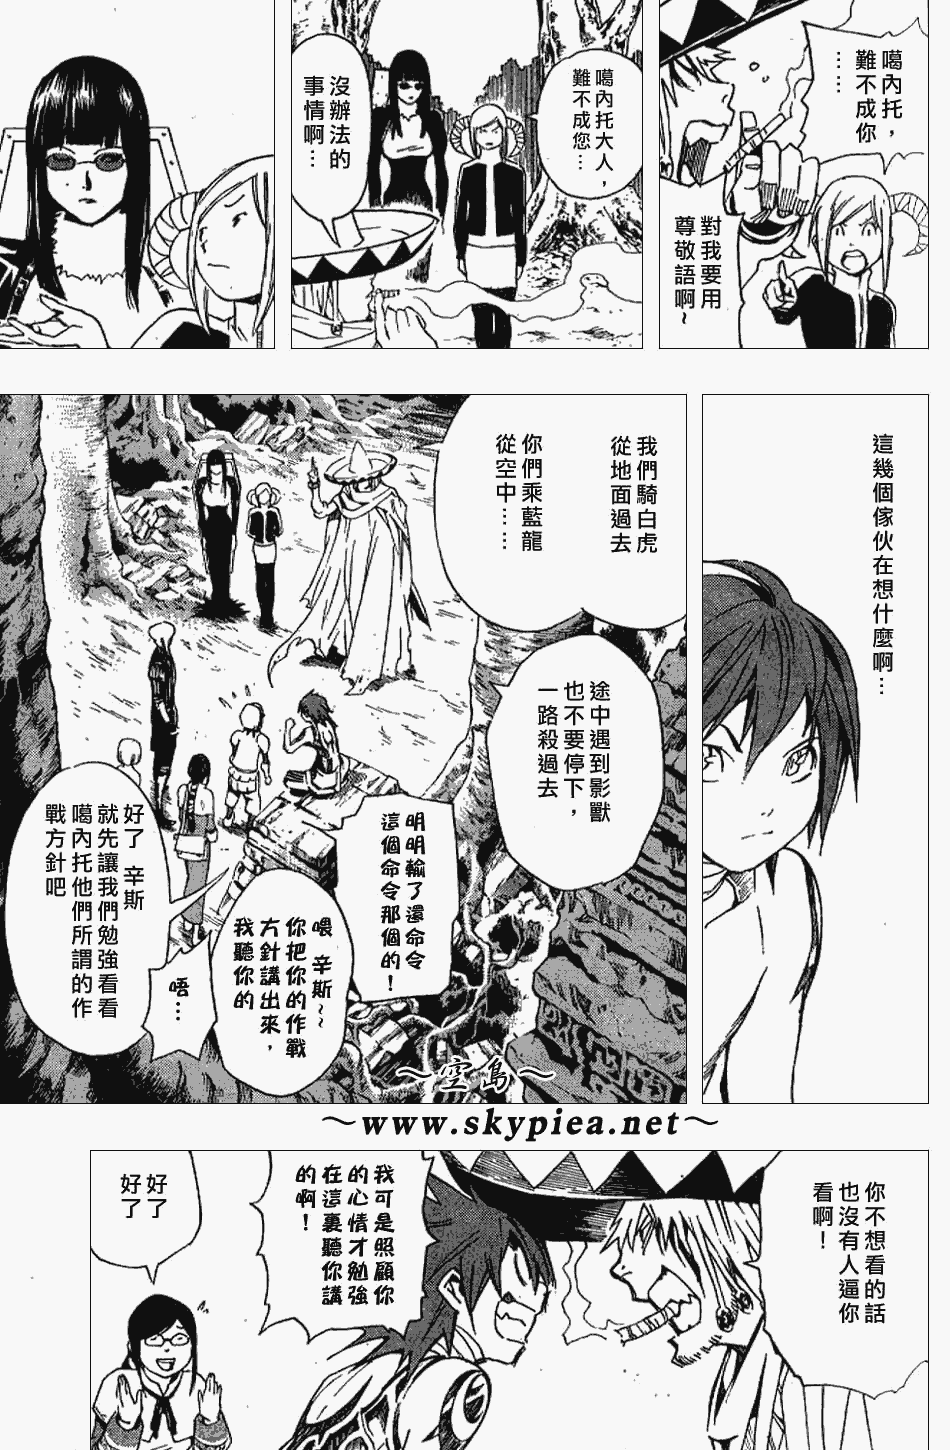 噶內托，
難不成你
……
對我要用
尊敬語啊~
噶內托大人，
難不成您…
沒辦法的
事情啊…
這幾個傢伙在想什麼啊…
我們騎白虎
從地面過去
你們乘藍龍
從空中……
途中遇到影獸
也不要停下，
一路殺過去
明明輸了還命令
這個命令那個的！
喂 辛斯~
你把你的作戰
方針講出來，
我聽你的
唔…
好了 辛斯
就先讓我們勉強看看
噶內托他們所謂的作
戰方針吧
~空島~
~www.skypiea.net~
你不想看的話
也沒有人逼你
看啊！
我可是照顧你
的心情才勉強
在這裏聽你講
的啊！
好了
好了